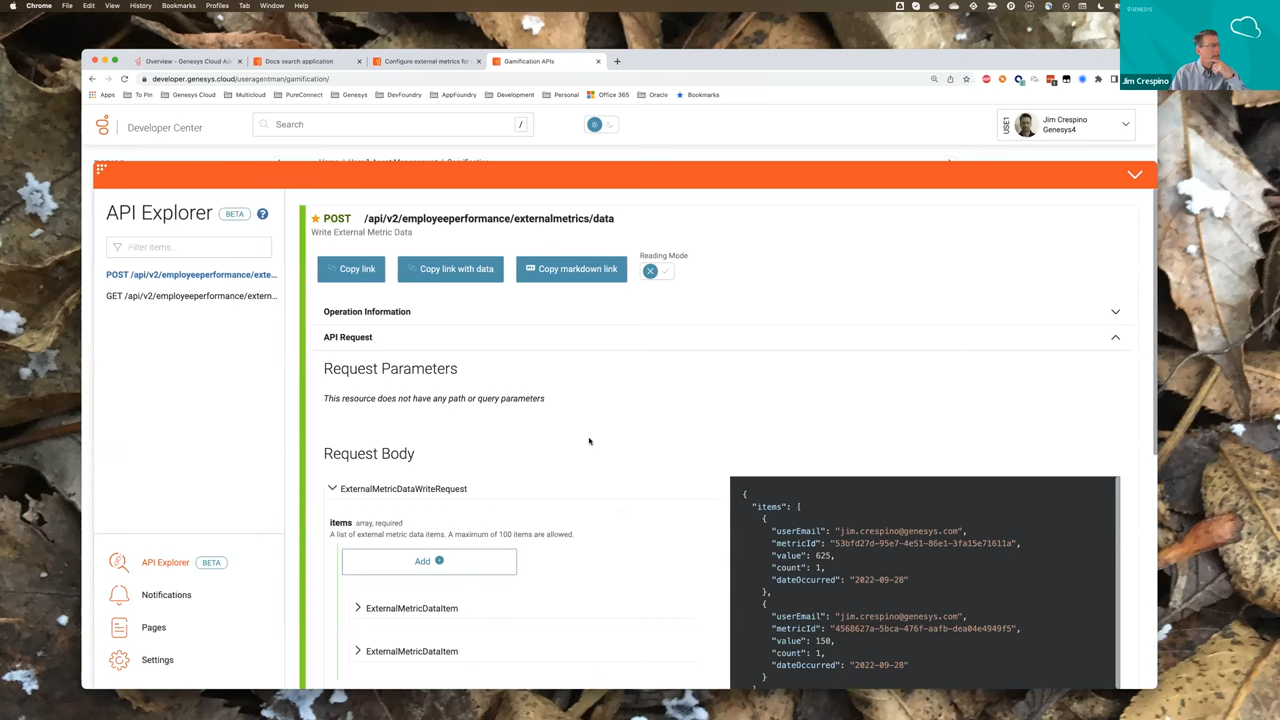 Chrome File Edit View History Bookmarks Profiles Tab Window Help
GENESYS
Jim Crespino
Overview - Genesys Cloud Ad
Docs search application
Configure external metrics for
Gamification APIs
developer.genesys.cloud/useragentman/gamification/
Apps To Pin Genesys Cloud Multicloud PureConnect Genesys DevFoundry AppFoundry Development Personal Office 365 Oracle Bookmarks
Developer Center
Search /
USE1
Jim Crespino
Genesys4
API Explorer BETA ?
Filter items...
POST /api/v2/employeeperformance/exte...
GET /api/v2/employeeperformance/extern...
API Explorer BETA
Notifications
Pages
Settings
POST /api/v2/employeeperformance/externalmetrics/data
Write External Metric Data
Copy link
Copy link with data
Copy markdown link
Reading Mode
Operation Information
API Request
Request Parameters
This resource does not have any path or query parameters
Request Body
ExternalMetricDataWriteRequest
items array, required
A list of external metric data items. A maximum of 100 items are allowed.
Add
ExternalMetricDataItem
ExternalMetricDataItem
{
"items": [
{
"userEmail": "jim.crespino@genesys.com",
"metricId": "53bfd27d-95e7-4e51-86e1-3fa15e71611a",
"value": 625,
"count": 1,
"dateOccurred": "2022-09-28"
},
{
"userEmail": "jim.crespino@genesys.com",
"metricId": "4568627a-5bca-476f-aafb-dea04e4949f5",
"value": 150,
"count": 1,
"dateOccurred": "2022-09-28"
}